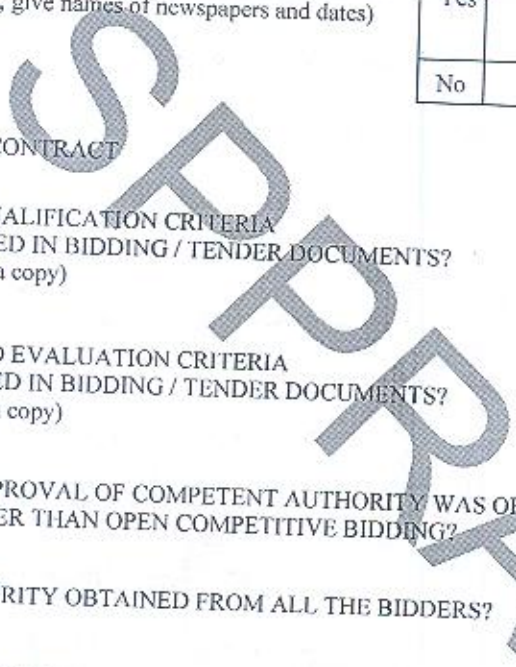 , give names of newspapers and dates)
Yes
No
CONTRACT
ALIFICATION CRITERIA
ED IN BIDDING / TENDER DOCUMENTS?
a copy)
EVALUATION CRITERIA
ED IN BIDDING / TENDER DOCUMENTS?
copy)
PROVAL OF COMPETENT AUTHORITY WAS
ER THAN OPEN COMPETITIVE BIDDING?
RITY OBTAINED FROM ALL THE BIDDERS?
SPPRA